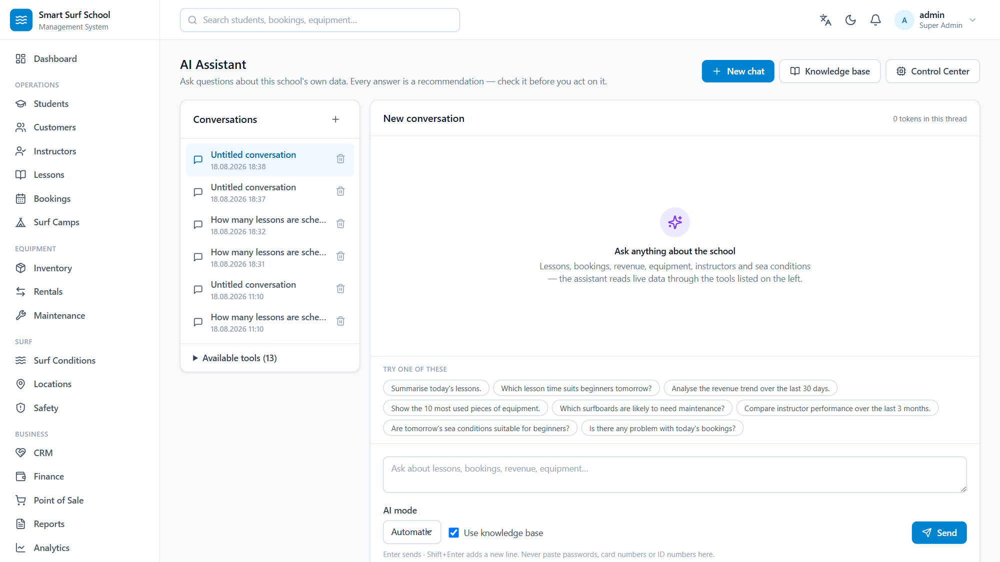 Smart Surf School
Management System
Search students, bookings, equipment...
A
admin
Super Admin
Dashboard
OPERATIONS
Students
Customers
Instructors
Lessons
Bookings
Surf Camps
EQUIPMENT
Inventory
Rentals
Maintenance
SURF
Surf Conditions
Locations
Safety
BUSINESS
CRM
Finance
Point of Sale
Reports
Analytics
AI Assistant
Ask questions about this school's own data. Every answer is a recommendation — check it before you act on it.
New chat
Knowledge base
Control Center
Conversations
Untitled conversation
18.08.2026 18:38
Untitled conversation
18.08.2026 18:37
How many lessons are sche...
18.08.2026 18:32
How many lessons are sche...
18.08.2026 18:31
Untitled conversation
18.08.2026 11:10
How many lessons are sche...
18.08.2026 11:10
Available tools (13)
New conversation
0 tokens in this thread
Ask anything about the school
Lessons, bookings, revenue, equipment, instructors and sea conditions
— the assistant reads live data through the tools listed on the left.
TRY ONE OF THESE
Summarise today's lessons.
Which lesson time suits beginners tomorrow?
Analyse the revenue trend over the last 30 days.
Show the 10 most used pieces of equipment.
Which surfboards are likely to need maintenance?
Compare instructor performance over the last 3 months.
Are tomorrow's sea conditions suitable for beginners?
Is there any problem with today's bookings?
Ask about lessons, bookings, revenue, equipment...
AI mode
Automatic
Use knowledge base
Send
Enter sends · Shift+Enter adds a new line. Never paste passwords, card numbers or ID numbers here.